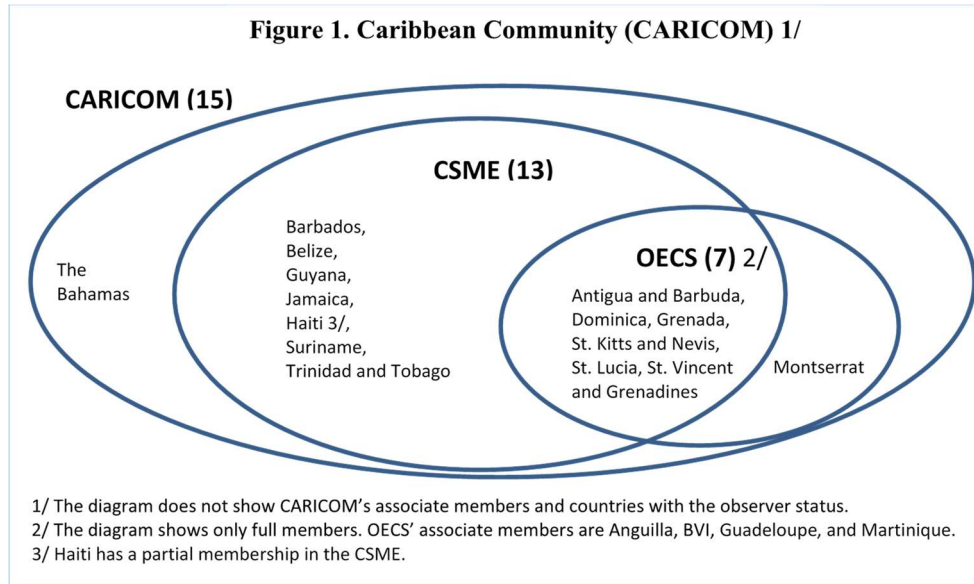 Figure 1. Caribbean Community (CARICOM) 1/
CARICOM (15)
CSME (13)
The
Bahamas
Barbados,
Belize,
Guyana,
Jamaica,
Haiti 3/,
Suriname,
Trinidad and Tobago
OECS (7) 2/
Antigua and Barbuda,
Dominica, Grenada,
St. Kitts and Nevis,
St. Lucia, St. Vincent
and Grenadines
Montserrat
1/ The diagram does not show CARICOM's associate members and countries with the observer status.
2/ The diagram shows only full members. OECS' associate members are Anguilla, BVI, Guadeloupe, and Martinique.
3/ Haiti has a partial membership in the CSME.